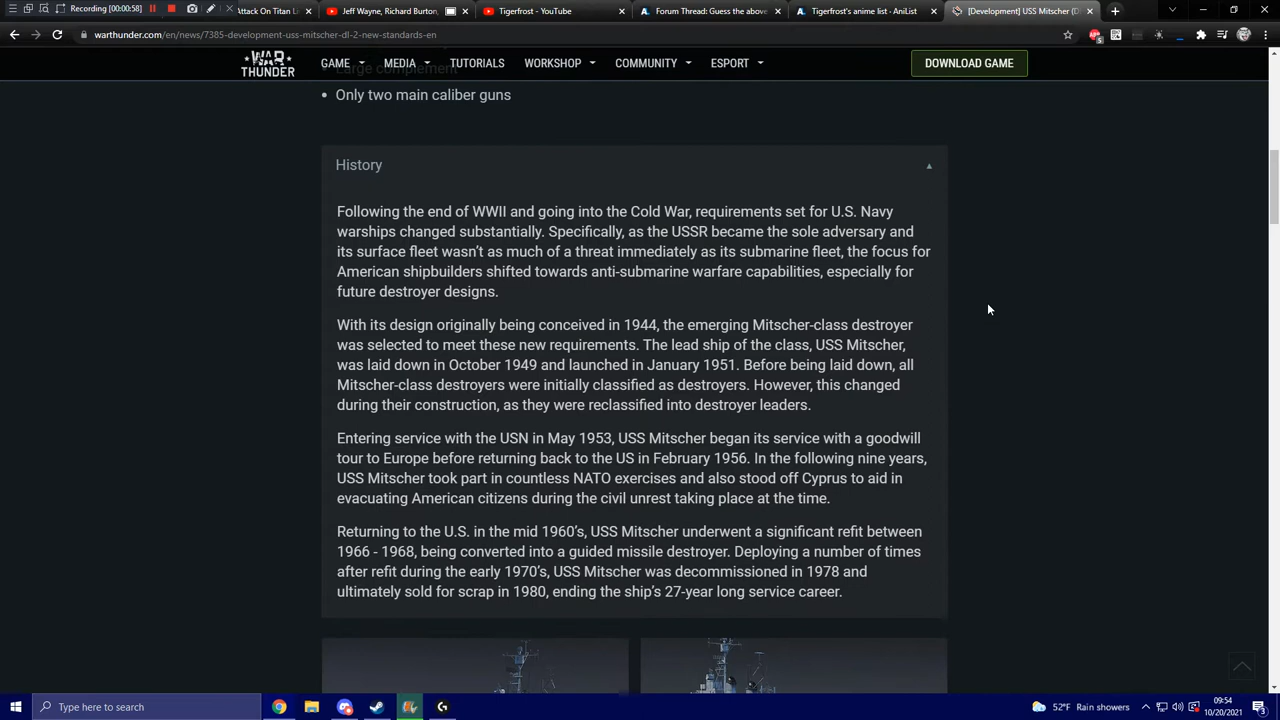 Recording... [00:00:58]
Attack On Titan L
Jeff Wayne, Richard Burton,
Tigerfrost - YouTube
Forum Thread: Guess the above
Tigerfrost's anime list · AniList
[Development] USS Mitscher (D
warthunder.com/en/news/7385-development-uss-mitscher-dl-2-new-standards-en
WAR THUNDER
GAME
MEDIA
TUTORIALS
WORKSHOP
COMMUNITY
ESPORT
DOWNLOAD GAME
Large complement
Only two main caliber guns
History
Following the end of WWII and going into the Cold War, requirements set for U.S. Navy
warships changed substantially. Specifically, as the USSR became the sole adversary and
its surface fleet wasn't as much of a threat immediately as its submarine fleet, the focus for
American shipbuilders shifted towards anti-submarine warfare capabilities, especially for
future destroyer designs.
With its design originally being conceived in 1944, the emerging Mitscher-class destroyer
was selected to meet these new requirements. The lead ship of the class, USS Mitscher,
was laid down in October 1949 and launched in January 1951. Before being laid down, all
Mitscher-class destroyers were initially classified as destroyers. However, this changed
during their construction, as they were reclassified into destroyer leaders.
Entering service with the USN in May 1953, USS Mitscher began its service with a goodwill
tour to Europe before returning back to the US in February 1956. In the following nine years,
USS Mitscher took part in countless NATO exercises and also stood off Cyprus to aid in
evacuating American citizens during the civil unrest taking place at the time.
Returning to the U.S. in the mid 1960's, USS Mitscher underwent a significant refit between
1966 - 1968, being converted into a guided missile destroyer. Deploying a number of times
after refit during the early 1970's, USS Mitscher was decommissioned in 1978 and
ultimately sold for scrap in 1980, ending the ship's 27-year long service career.
Type here to search
52°F Rain showers
09:54
10/20/2021